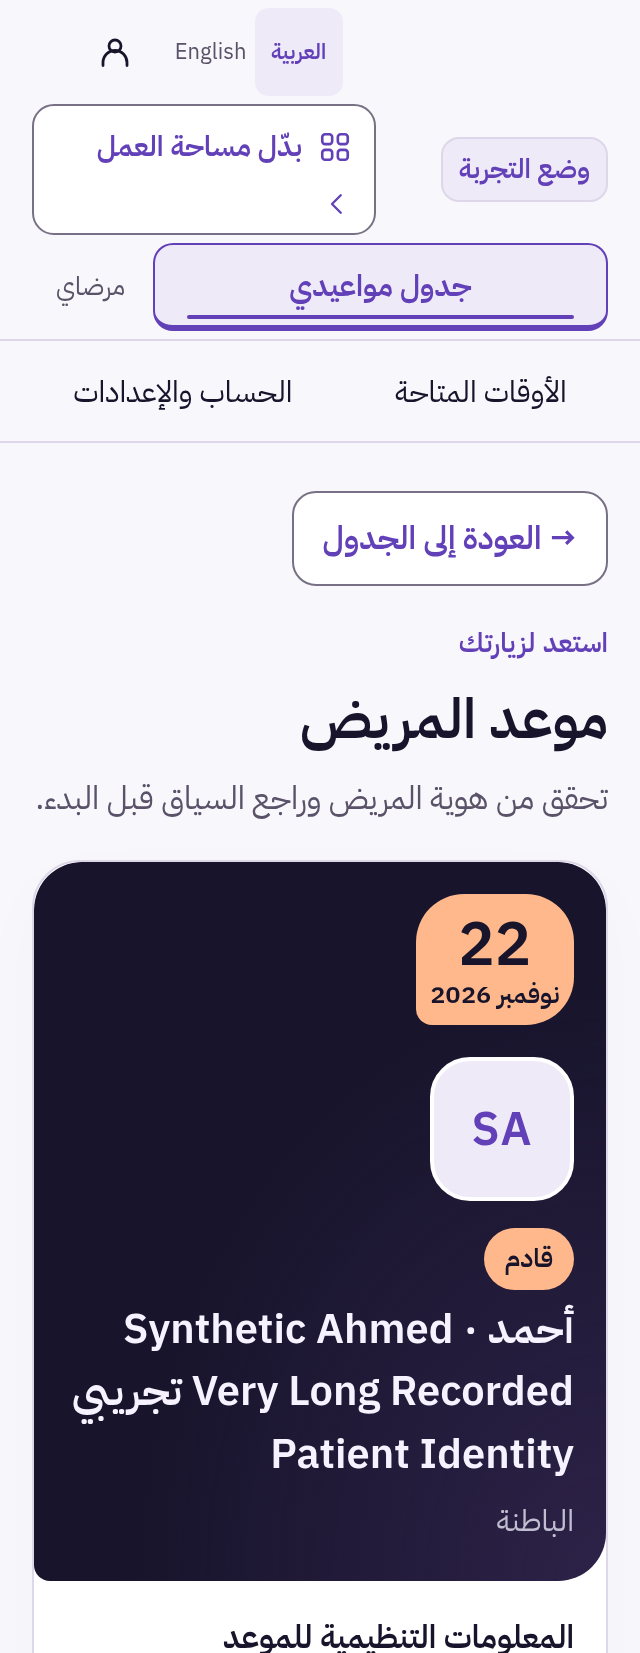 العربية English
بدّل مساحة العمل
وضع التجربة
جدول مواعيدي
مرضاي
الأوقات المتاحة
الحساب والإعدادات
→ العودة إلى الجدول
استعد لزيارتك
موعد المريض
تحقق من هوية المريض وراجع السياق قبل البدء.
22
نوفمبر 2026
SA
قادم
أحمد · Synthetic Ahmed
تجريبي Very Long Recorded
Patient Identity
الباطنة
المعلومات التنظيمية للموعد